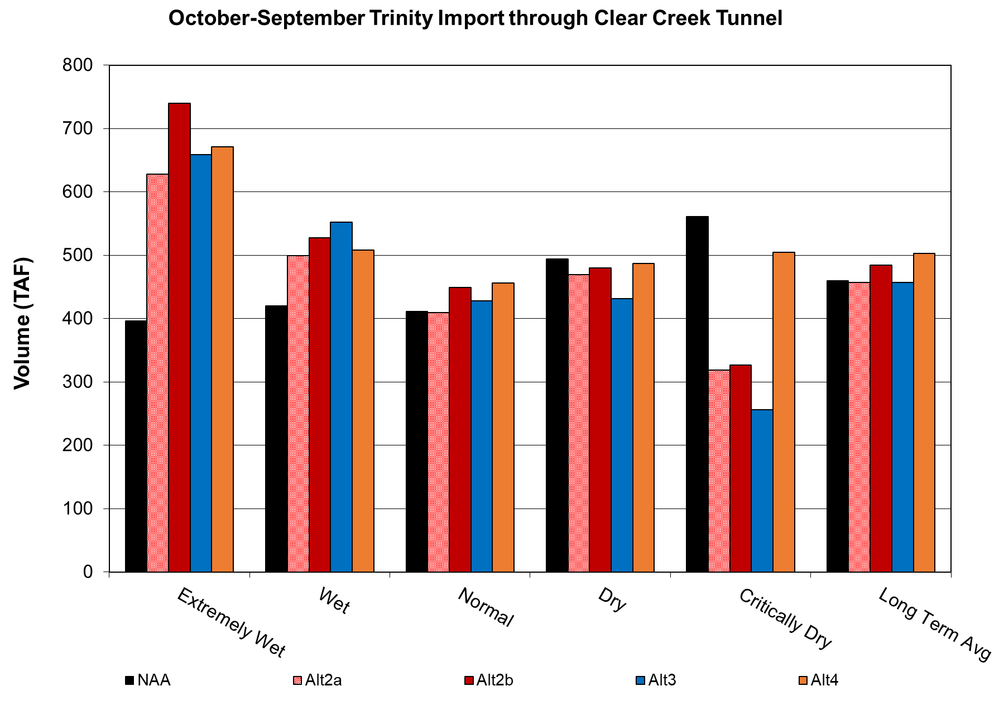 October-September Trinity Import through Clear Creek Tunnel
Volume (TAF)
800
700
600
500
400
300
200
100
0
Extremely Wet
Wet
Normal
Dry
Critically Dry
Long Term Avg
NAA
Alt2a
Alt2b
Alt3
Alt4